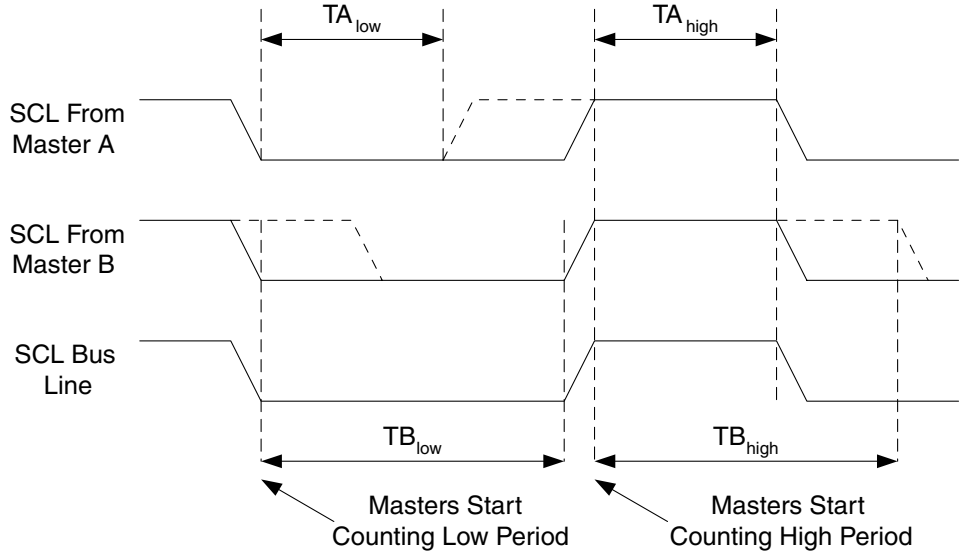 TA low
TA high
SCL From
Master A
SCL From
Master B
SCL Bus
Line
TB low
TB high
Masters Start
Counting Low Period
Masters Start
Counting High Period